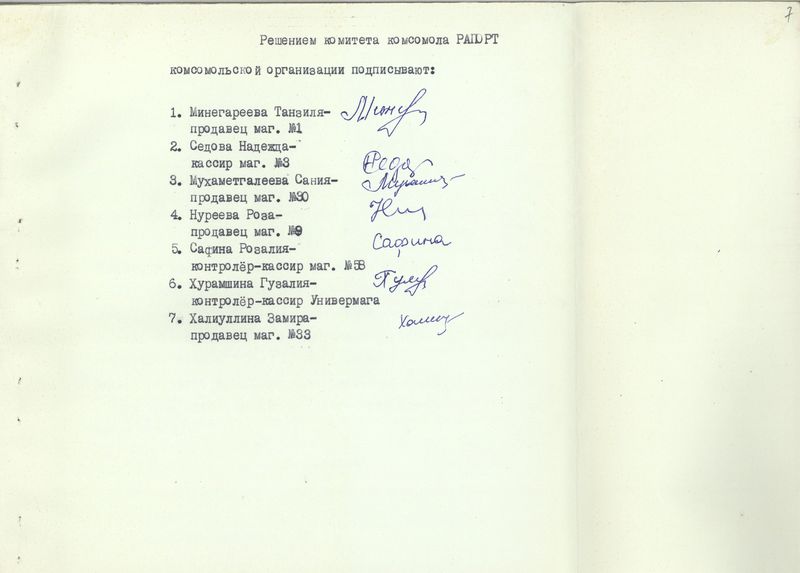 7
Решением комитета комсомола РАПОРТ
комсомольской организации подписывают:
1. Минегареева Танзиля-
продавец маг. №1
2. Седова Надежда-
кассир маг. №3
3. Мухаметгалеева Сания-
продавец маг. №30
4. Нуреева Роза-
продавец маг. №9
5. Сафина Розалия- Сафина
контролёр-кассир маг. №58
6. Хурамшина Гузалия-
контролёр-кассир Универмага
7. Халиуллина Замира-
продавец маг. №33